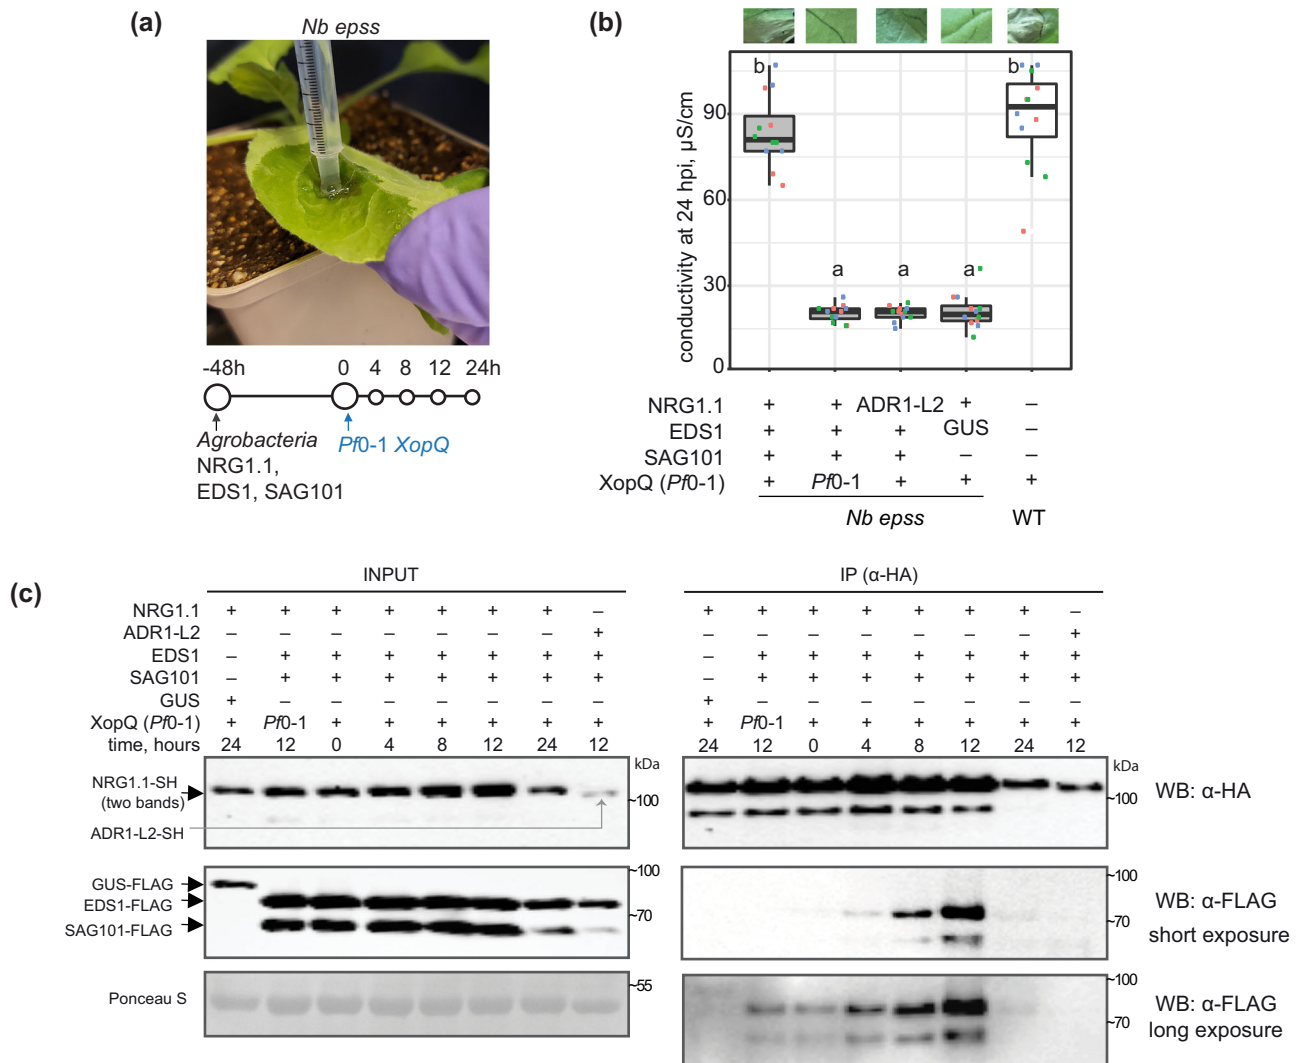 (a)
Nb epss
-48h 0 4 8 12 24h
Agrobacteria
NRG1.1,
EDS1, SAG101
Pf0-1 XopQ
(b)
conductivity at 24 hpi, µS/cm
90
60
30
0
b a a a b
NRG1.1 + + ADR1-L2 + –
EDS1 + + + GUS –
SAG101 + + + – –
XopQ (Pf0-1) + Pf0-1 + + +
Nb epss WT
(c)
INPUT
NRG1.1 + + + + + + + –
ADR1-L2 – – – – – – – +
EDS1 – + + + + + + +
SAG101 – + + + + + + +
GUS + – – – – – – –
XopQ (Pf0-1) + Pf0-1 + + + + + +
time, hours 24 12 0 4 8 12 24 12
kDa
NRG1.1-SH
(two bands)
~100
ADR1-L2-SH
~100
GUS-FLAG
EDS1-FLAG
~70
SAG101-FLAG
~55
Ponceau S
IP (α-HA)
+ + + + + + + –
– – – – – – – +
– + + + + + + +
– + + + + + + +
+ – – – – – – –
+ Pf0-1 + + + + + +
24 12 0 4 8 12 24 12
kDa
~100
WB: α-HA
~100
~70
WB: α-FLAG
short exposure
~100
~70
WB: α-FLAG
long exposure